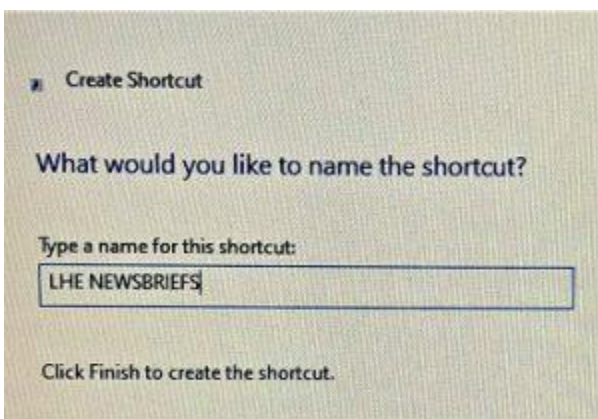 Create Shortcut
What would you like to name the shortcut?
Type a name for this shortcut:
LHE NEWSBRIEFS
Click Finish to create the shortcut.